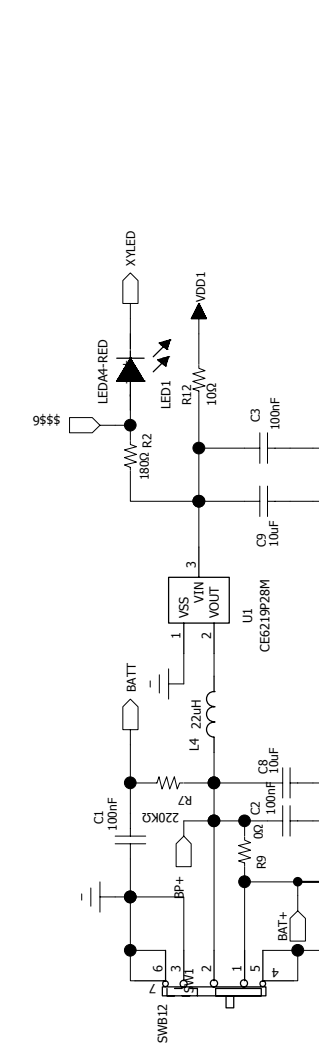 XYLED
LEDA4-RED
LED1
$$$6
R2
180Ω
VDD1
R12
10Ω
C3
100nF
C9
10uF
3
VSS
VIN
VOUT
1
2
U1
CE6219P28M
BATT
L4
22uH
C1
100nF
R7
220KΩ
C8
10uF
C2
100nF
0Ω
R9
BP+
BAT+
6
3
2
1
5
4
7
SW1
SWB12